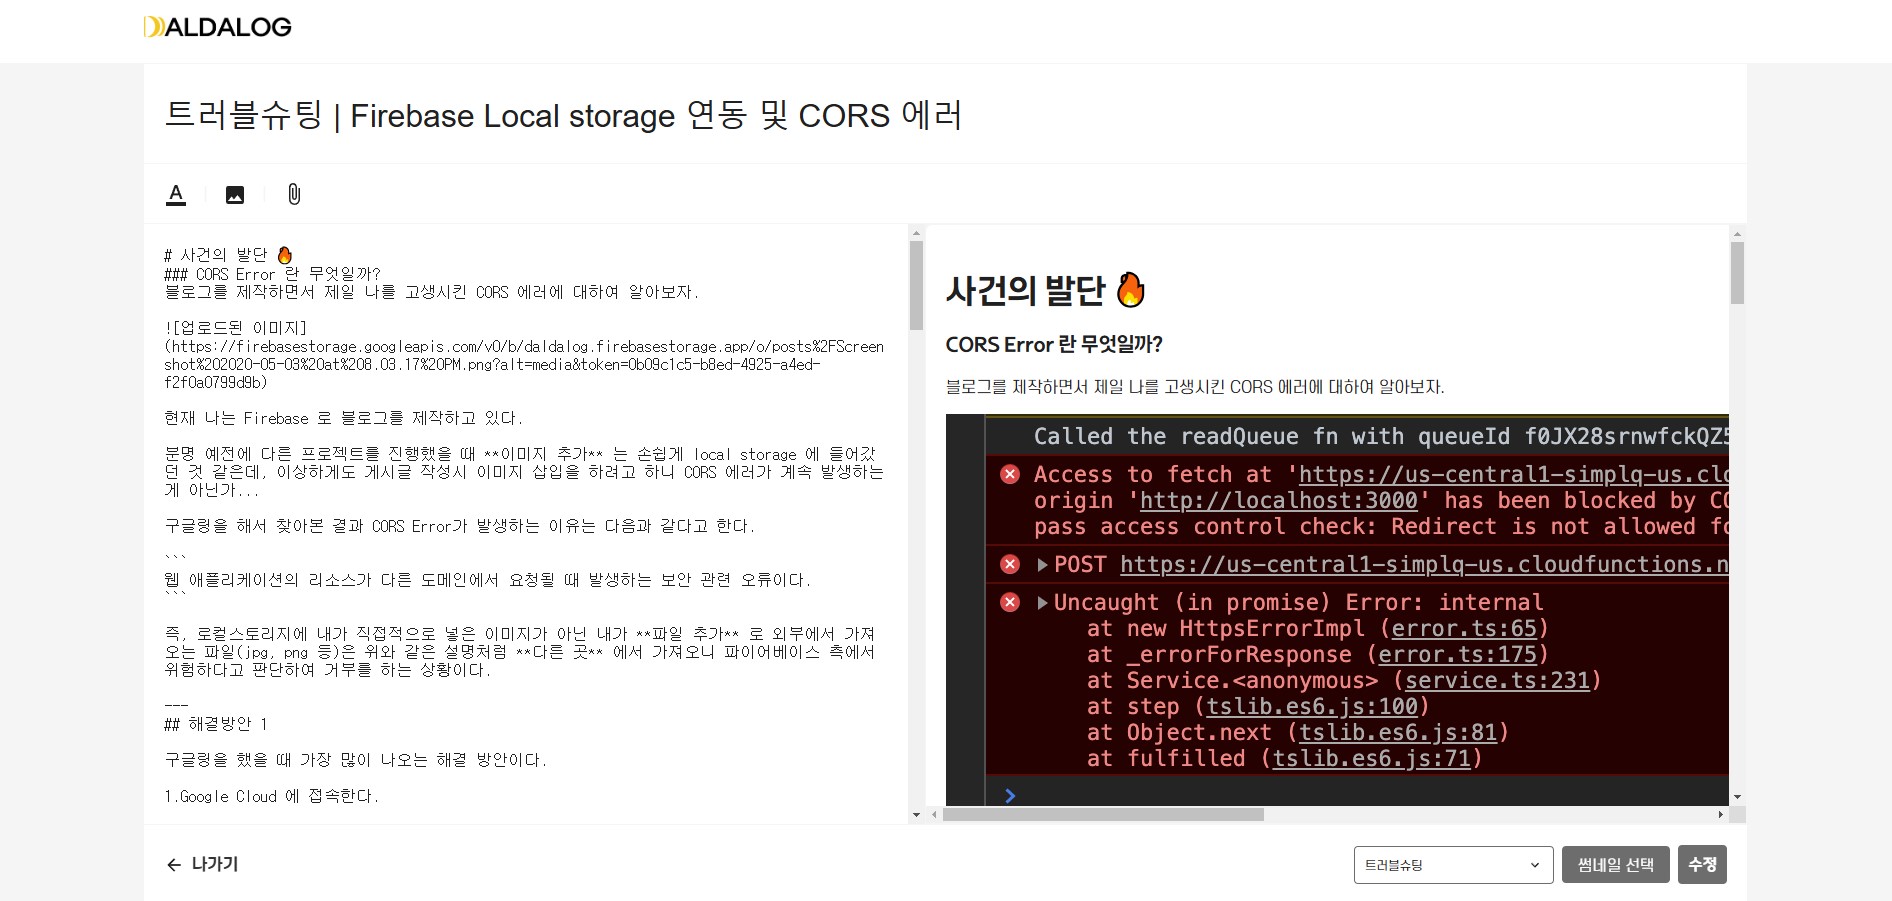 DALDALOG
트러블슈팅 | Firebase Local storage 연동 및 CORS 에러
A
# 사건의 발단 🔥
### CORS Error 란 무엇일까?
블로그를 제작하면서 제일 나를 고생시킨 CORS 에러에 대하여 알아보자.
![업로드된 이미지]
(https://firebasestorage.googleapis.com/v0/b/daldalog.firebasestorage.app/o/posts%2FScreen
shot%202020-05-03%20at%208.03.17%20PM.png?alt=media&token=0b09c1c5-b8ed-4925-a4ed-
f2f0a0799d9b)
현재 나는 Firebase 로 블로그를 제작하고 있다.
분명 예전에 다른 프로젝트를 진행했을 때 **이미지 추가** 는 손쉽게 local storage 에 들어갔
던 것 같은데, 이상하게도 게시글 작성시 이미지 삽입을 하려고 하니 CORS 에러가 계속 발생하는
게 아닌가...
구글링을 해서 찾아본 결과 CORS Error가 발생하는 이유는 다음과 같다고 한다.
```
웹 애플리케이션의 리소스가 다른 도메인에서 요청될 때 발생하는 보안 관련 오류이다.
```
즉, 로컬스토리지에 내가 직접적으로 넣은 이미지가 아닌 내가 **파일 추가** 로 외부에서 가져
오는 파일(jpg, png 등)은 위와 같은 설명처럼 **다른 곳** 에서 가져오니 파이어베이스 측에서
위험하다고 판단하여 거부를 하는 상황이다.
---
## 해결방안 1
구글링을 했을 때 가장 많이 나오는 해결 방안이다.
1.Google Cloud 에 접속한다.
사건의 발단 🔥
CORS Error 란 무엇일까?
블로그를 제작하면서 제일 나를 고생시킨 CORS 에러에 대하여 알아보자.
Called the readQueue fn with queueId f0JX28srnwfckQZ5
Access to fetch at 'https://us-central1-simplq-us.clo
origin 'http://localhost:3000' has been blocked by CO
pass access control check: Redirect is not allowed fo
POST https://us-central1-simplq-us.cloudfunctions.n
Uncaught (in promise) Error: internal
at new HttpsErrorImpl (error.ts:65)
at _errorForResponse (error.ts:175)
at Service.<anonymous> (service.ts:231)
at step (tslib.es6.js:100)
at Object.next (tslib.es6.js:81)
at fulfilled (tslib.es6.js:71)
← 나가기
트러블슈팅
썸네일 선택
수정